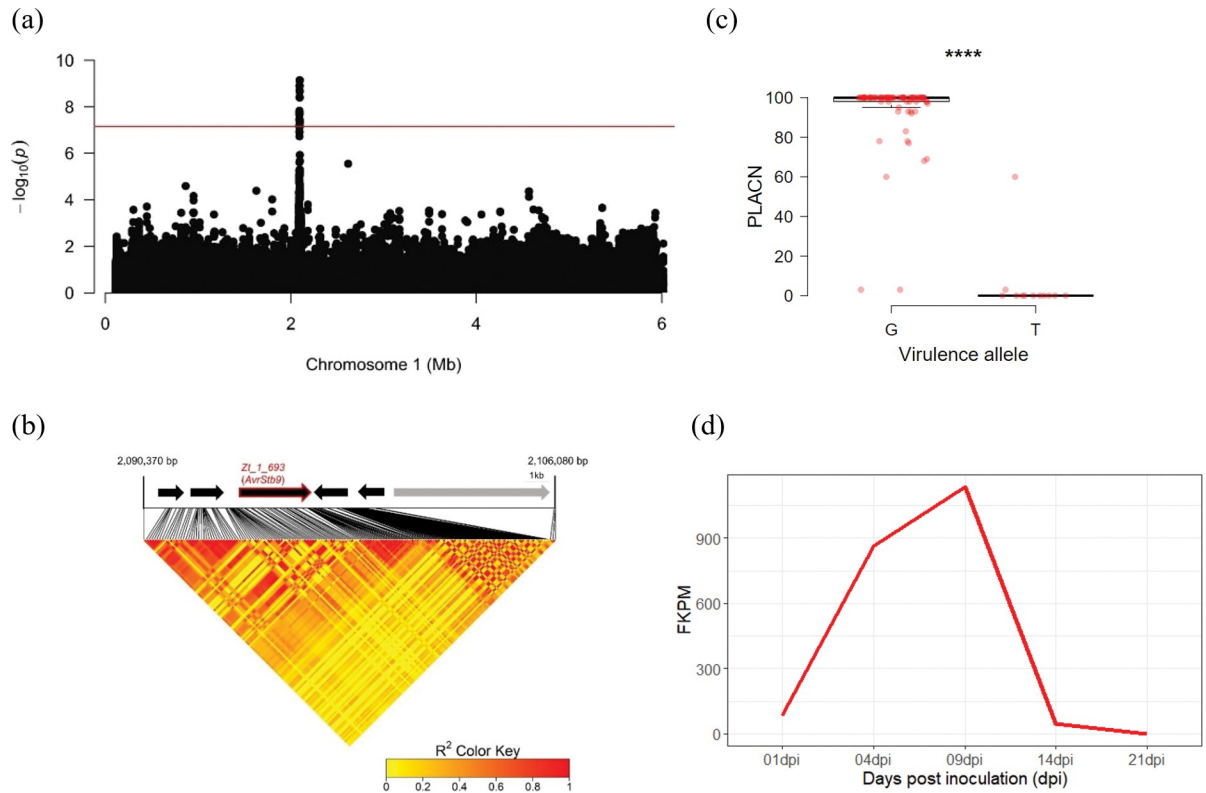 (a)
10
8
6
4
2
0
− log10(p)
0
2
4
6
Chromosome 1 (Mb)
(c)
****
100
80
60
40
20
0
PLACN
G
T
Virulence allele
(b)
2,090,370 bp
Zt_1_693
(AvrStb9)
2,106,080 bp
1kb
R2 Color Key
0
0.2
0.4
0.6
0.8
1
(d)
900
600
300
0
FKPM
01dpi
04dpi
09dpi
14dpi
21dpi
Days post inoculation (dpi)